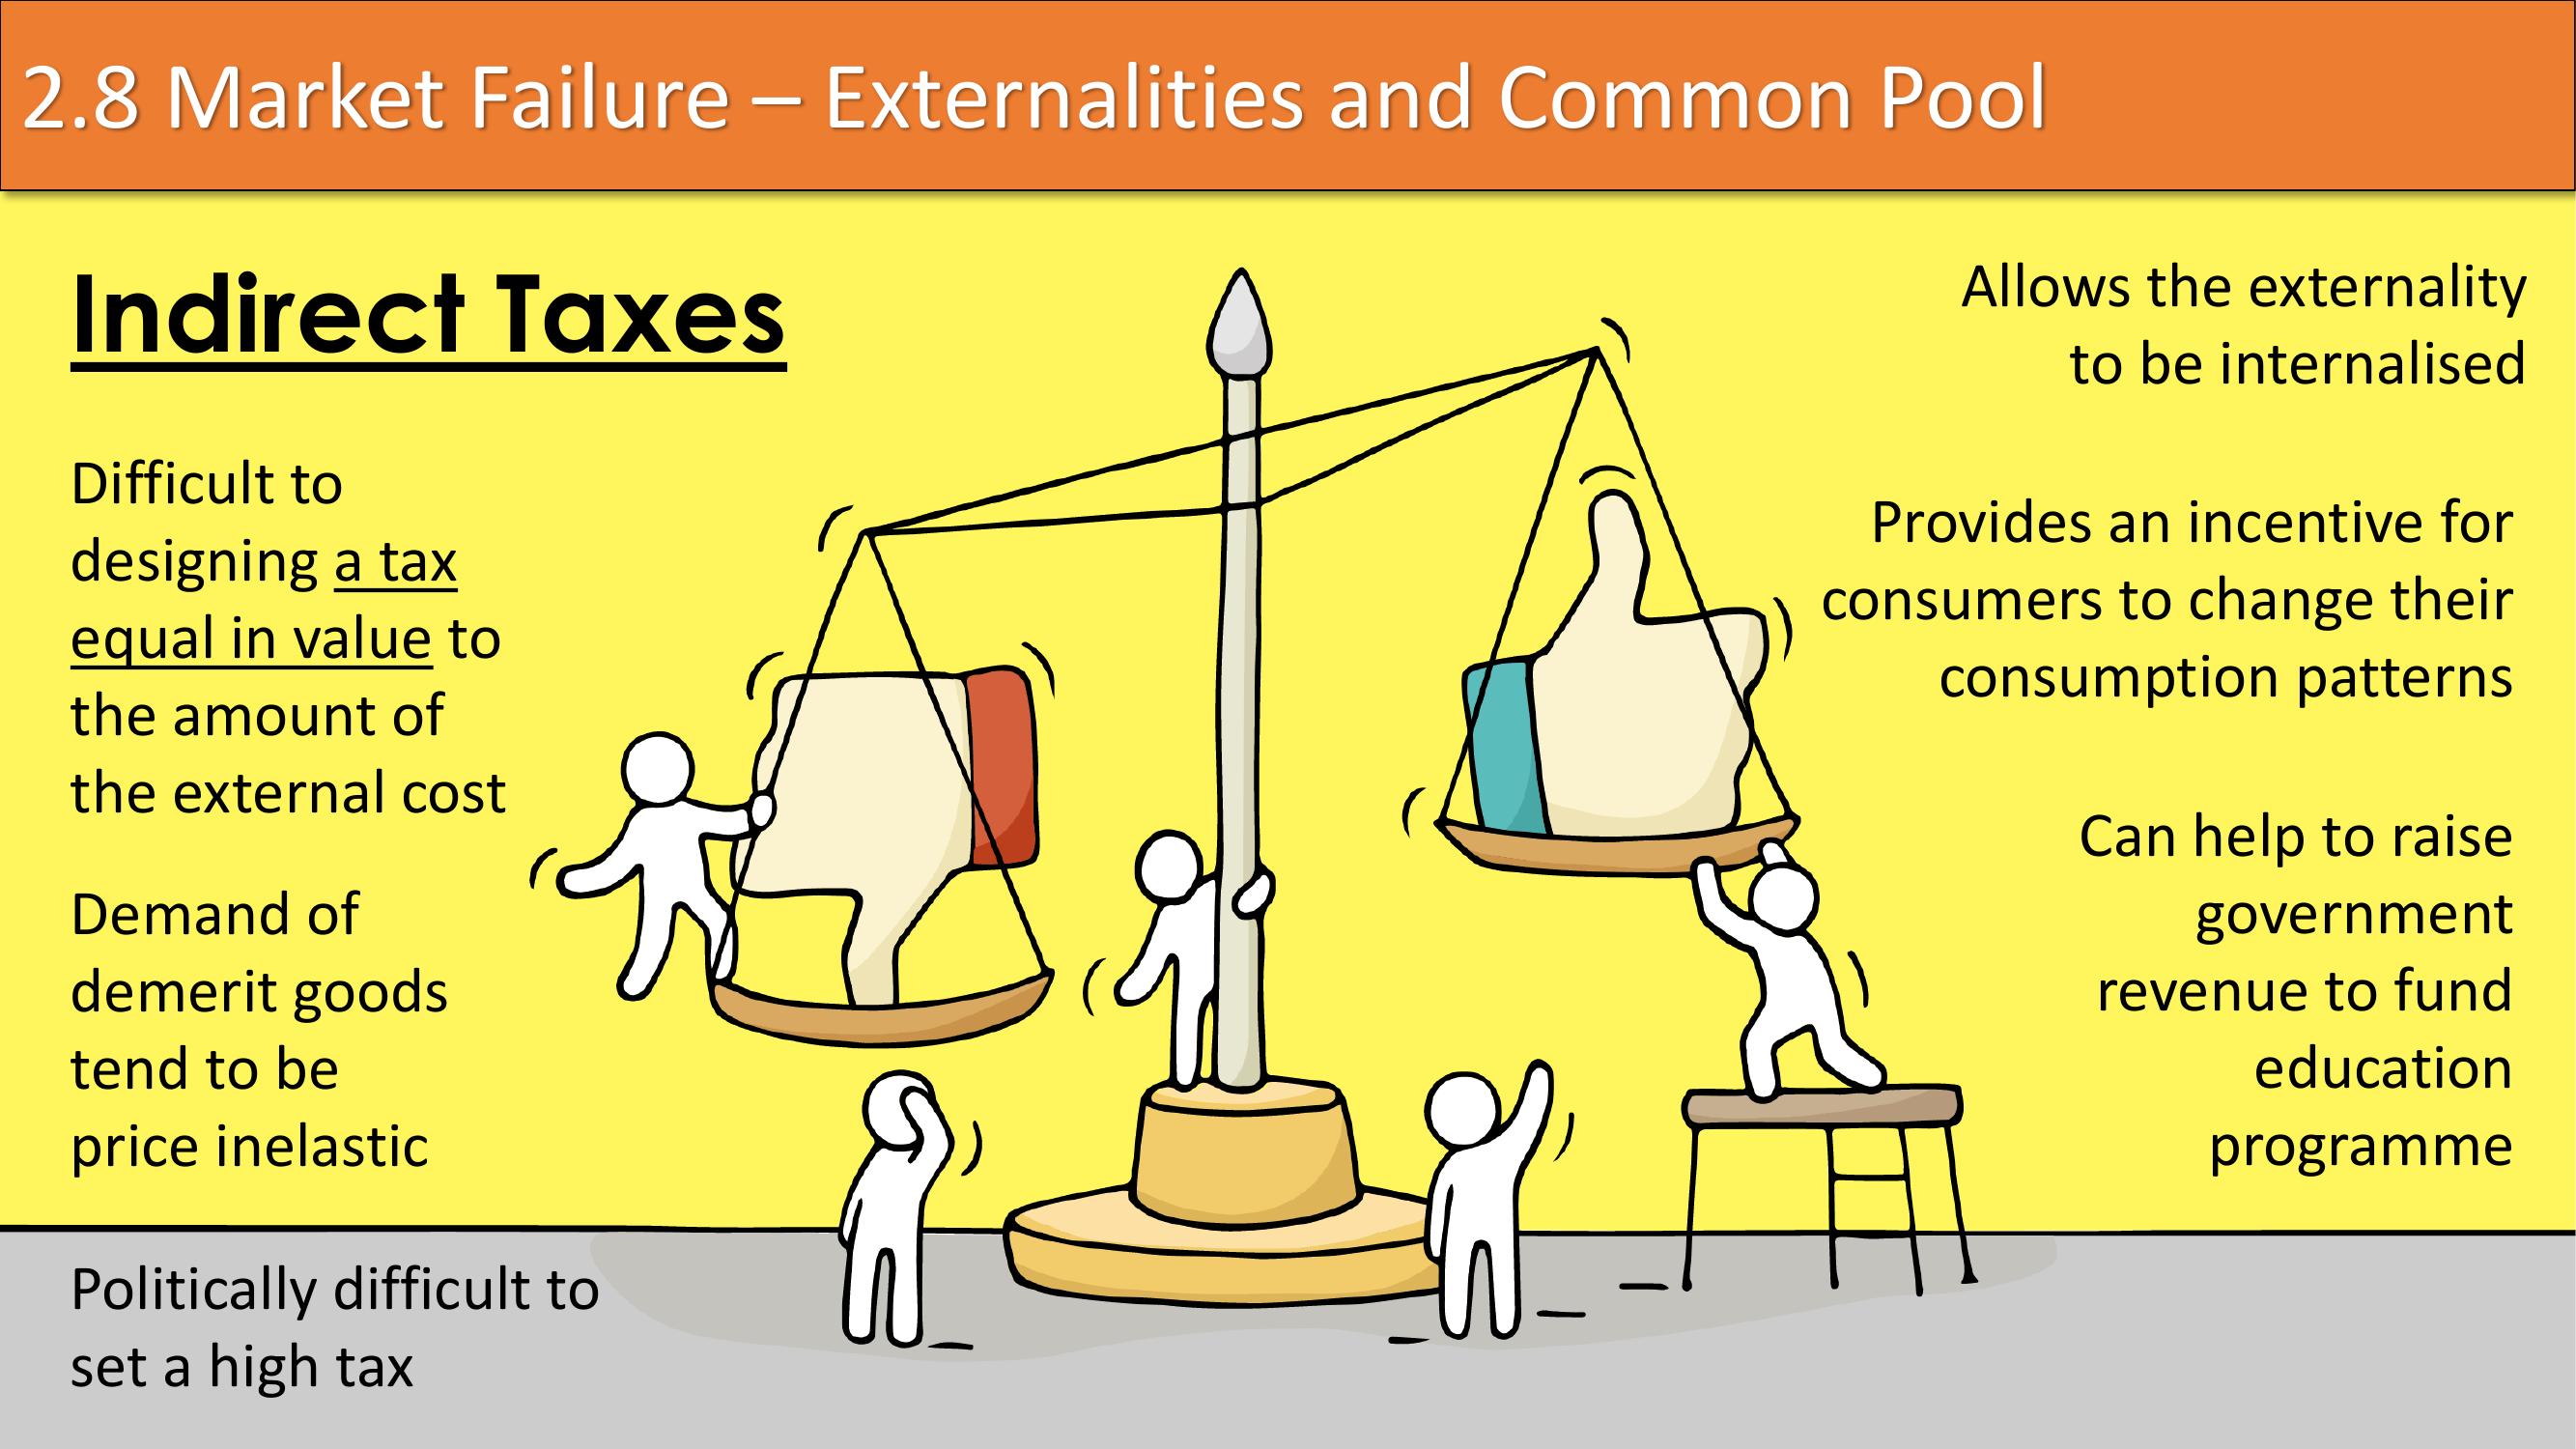 2.8 Market Failure – Externalities and Common Pool
Indirect Taxes
Difficult to
designing a tax
equal in value to
the amount of
the external cost
Demand of
demerit goods
tend to be
price inelastic
Politically difficult to
set a high tax
Allows the externality
to be internalised
Provides an incentive for
consumers to change their
consumption patterns
Can help to raise
government
revenue to fund
education
programme